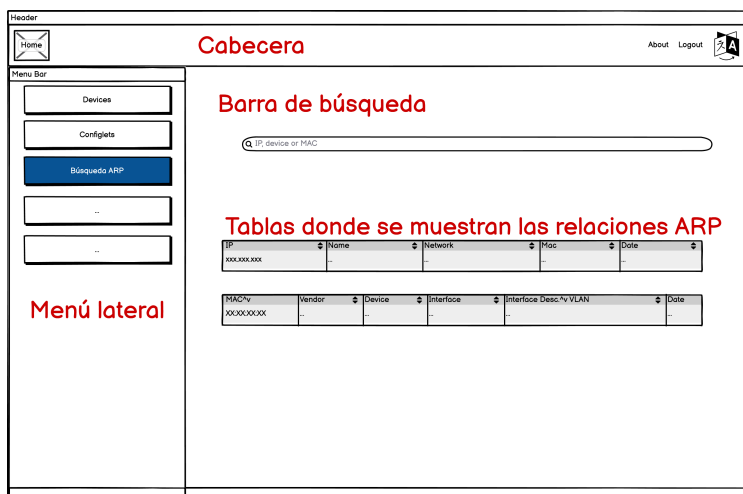 Header
Home
Cabecera
About Logout
Menu Bar
Devices
Configlets
Búsqueda ARP
...
...
Menú lateral
Barra de búsqueda
IP, device or MAC
Tablas donde se muestran las relaciones ARP
IP Name Network Mac Date
xxx.xxx.xxx ... ... ... ...
MAC^v Vendor Device Interface Interface Desc.^v VLAN Date
XX:XX:XX:XX ... ... ... ... ...